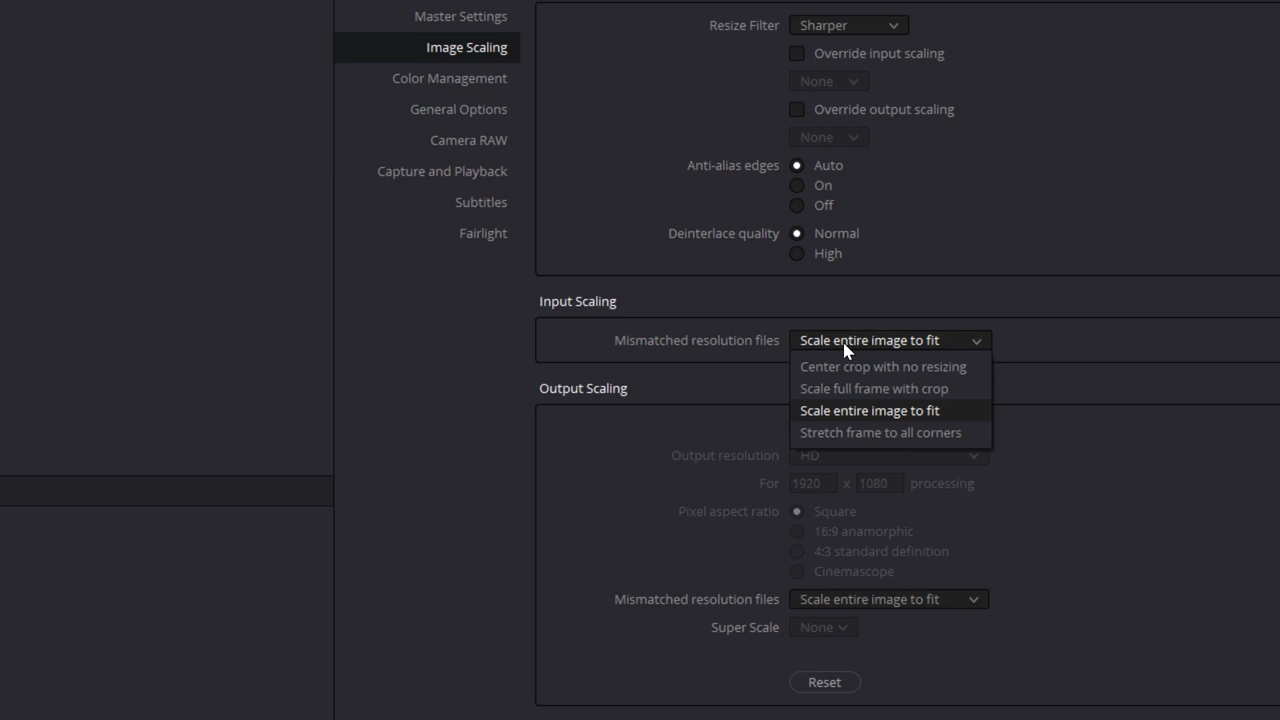 Master Settings
Image Scaling
Color Management
General Options
Camera RAW
Capture and Playback
Subtitles
Fairlight
Resize Filter Sharper
Override input scaling
None
Override output scaling
None
Anti-alias edges Auto
On
Off
Deinterlace quality Normal
High
Input Scaling
Mismatched resolution files Scale entire image to fit
Center crop with no resizing
Scale full frame with crop
Scale entire image to fit
Stretch frame to all corners
Output Scaling
Output resolution HD
For 1920 x 1080 processing
Pixel aspect ratio Square
16:9 anamorphic
4:3 standard definition
Cinemascope
Mismatched resolution files Scale entire image to fit
Super Scale None
Reset